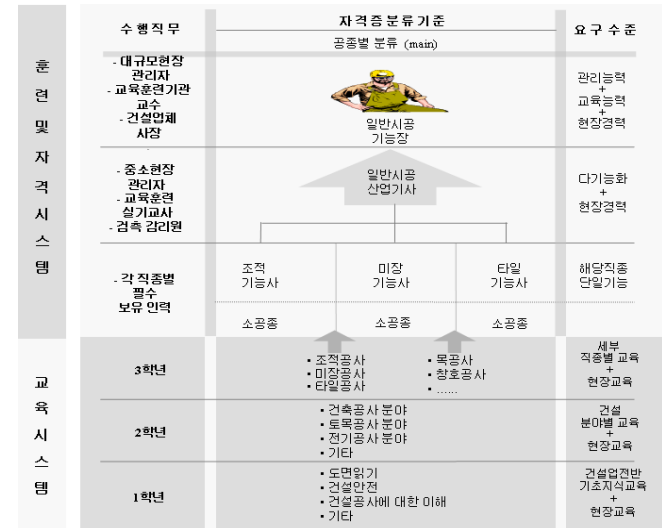 수행직무
자격증분류기준
공종별 분류 (main)
요구수준
훈련 및 자격시스템
- 대규모현장
관리자
- 교육훈련기관
교수
- 건설업체
사장
일반시공
기능장
관리능력
+
교육능력
+
현장경력
- 중소현장
관리자
- 교육훈련
실기교사
- 검측 감리원
일반시공
산업기사
다기능화
+
현장경력
- 각 직종별
필수
보유 인력
조적
기능사
미장
기능사
타일
기능사
해당직종
단일기능
소공종
소공종
소공종
교육시스템
3학년
▪ 조적공사
▪ 미장공사
▪ 타일공사
▪ 목공사
▪ 창호공사
▪ ......
세부
직종별 교육
+
현장교육
2학년
▪ 건축공사 분야
▪ 토목공사 분야
▪ 전기공사 분야
▪ 기타
건설
분야별 교육
+
현장교육
1학년
▪ 도면읽기
▪ 건설안전
▪ 건설공사에 대한 이해
▪ 기타
건설업전반
기초지식교육
+
현장교육